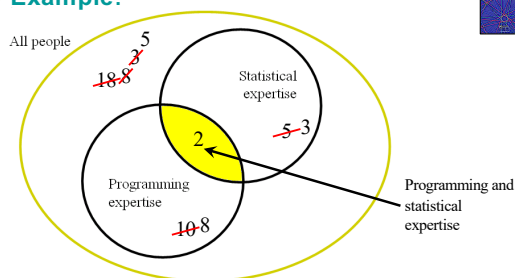 Example:
All people
5
3
18 8
Statistical
expertise
5 3
2
Programming
expertise
10 8
Programming and
statistical
expertise